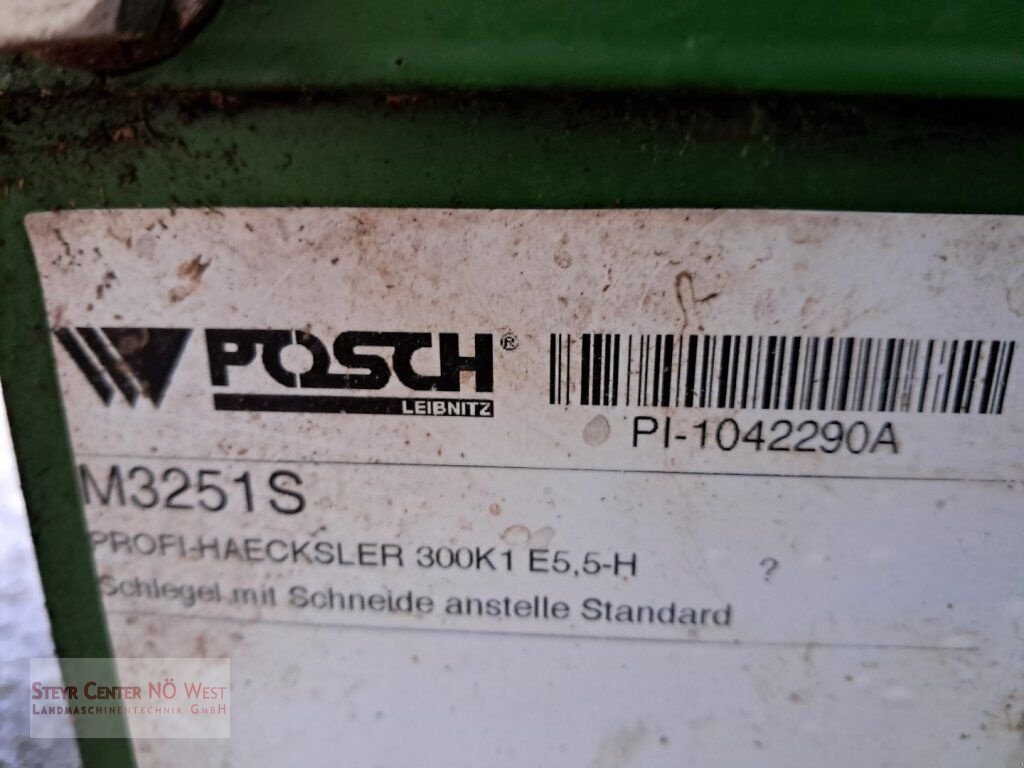 POSCH®
LEIBNITZ
PI-1042290A
M3251S
PROFI-HAECKSLER 300K1 E5,5-H ?
Schlegel mit Schneide anstelle Standard
STEYR CENTER NÖ WEST
LANDMASCHINENTECHNIK GMBH